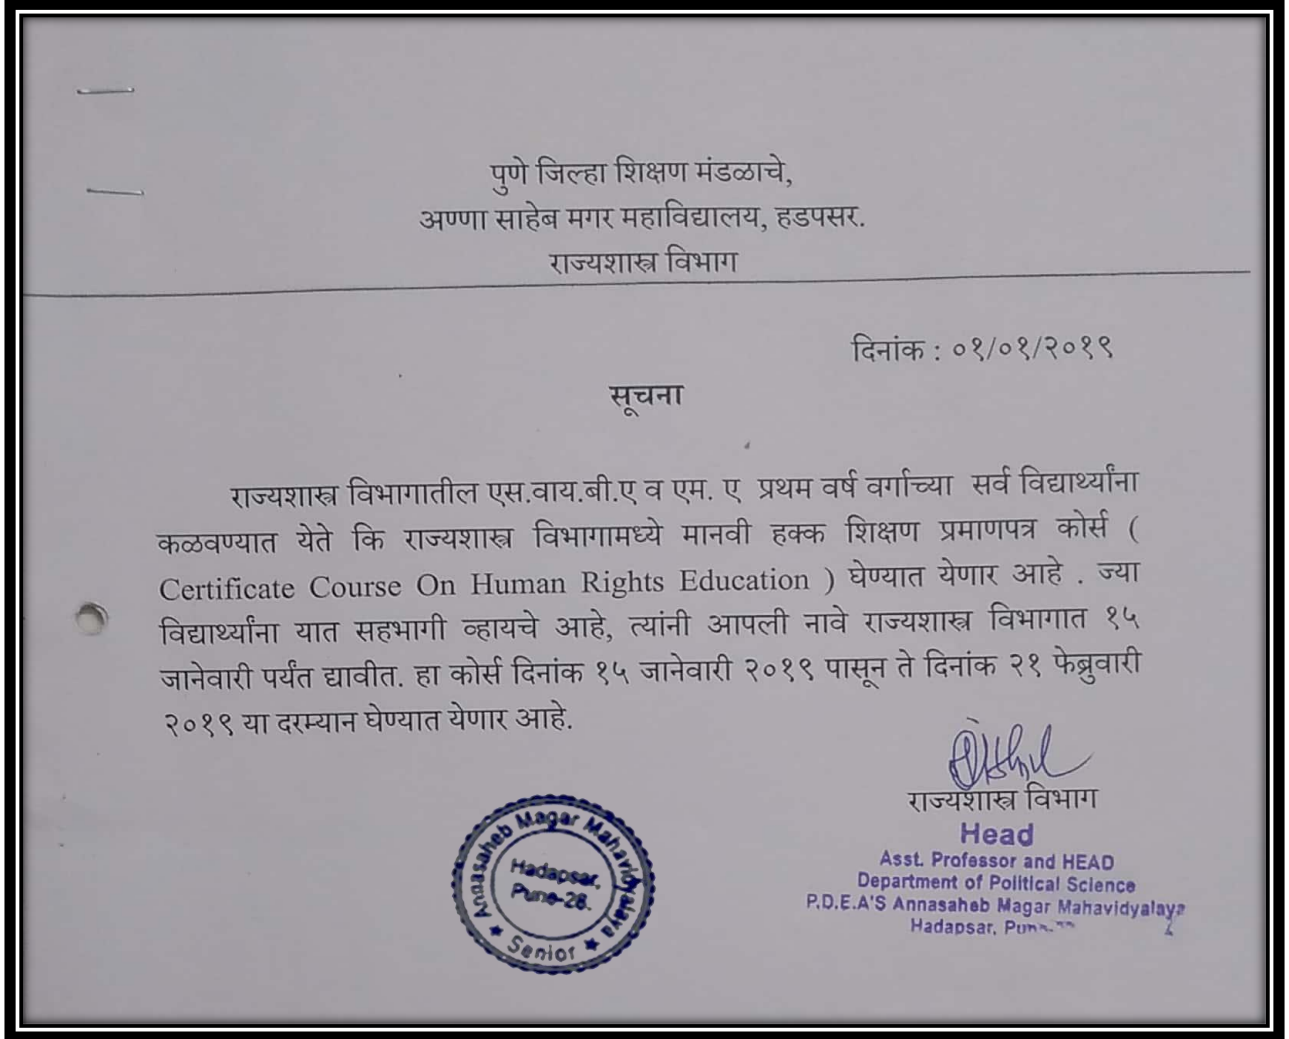 पुणे जिल्हा शिक्षण मंडळाचे,
अण्णा साहेब मगर महाविद्यालय, हडपसर.
राज्यशास्त्र विभाग
दिनांक : ०१/०१/२०१९
सूचना
राज्यशास्त्र विभागातील एस.वाय.बी.ए व एम. ए प्रथम वर्ष वर्गाच्या सर्व विद्यार्थ्यांना
कळवण्यात येते कि राज्यशास्त्र विभागामध्ये मानवी हक्क शिक्षण प्रमाणपत्र कोर्स (
Certificate Course On Human Rights Education ) घेण्यात येणार आहे . ज्या
विद्यार्थ्यांना यात सहभागी व्हायचे आहे, त्यांनी आपली नावे राज्यशास्त्र विभागात १५
जानेवारी पर्यंत द्यावीत. हा कोर्स दिनांक १५ जानेवारी २०१९ पासून ते दिनांक २१ फेब्रुवारी
२०१९ या दरम्यान घेण्यात येणार आहे.
राज्यशास्त्र विभाग
Head
Asst. Professor and HEAD
Department of Political Science
P.D.E.A'S Annasaheb Magar Mahavidyalaya
Hadapsar,
Annasaheb Magar Mahavidyalaya
Hadapsar,
Pune-28.
★ Senior ★